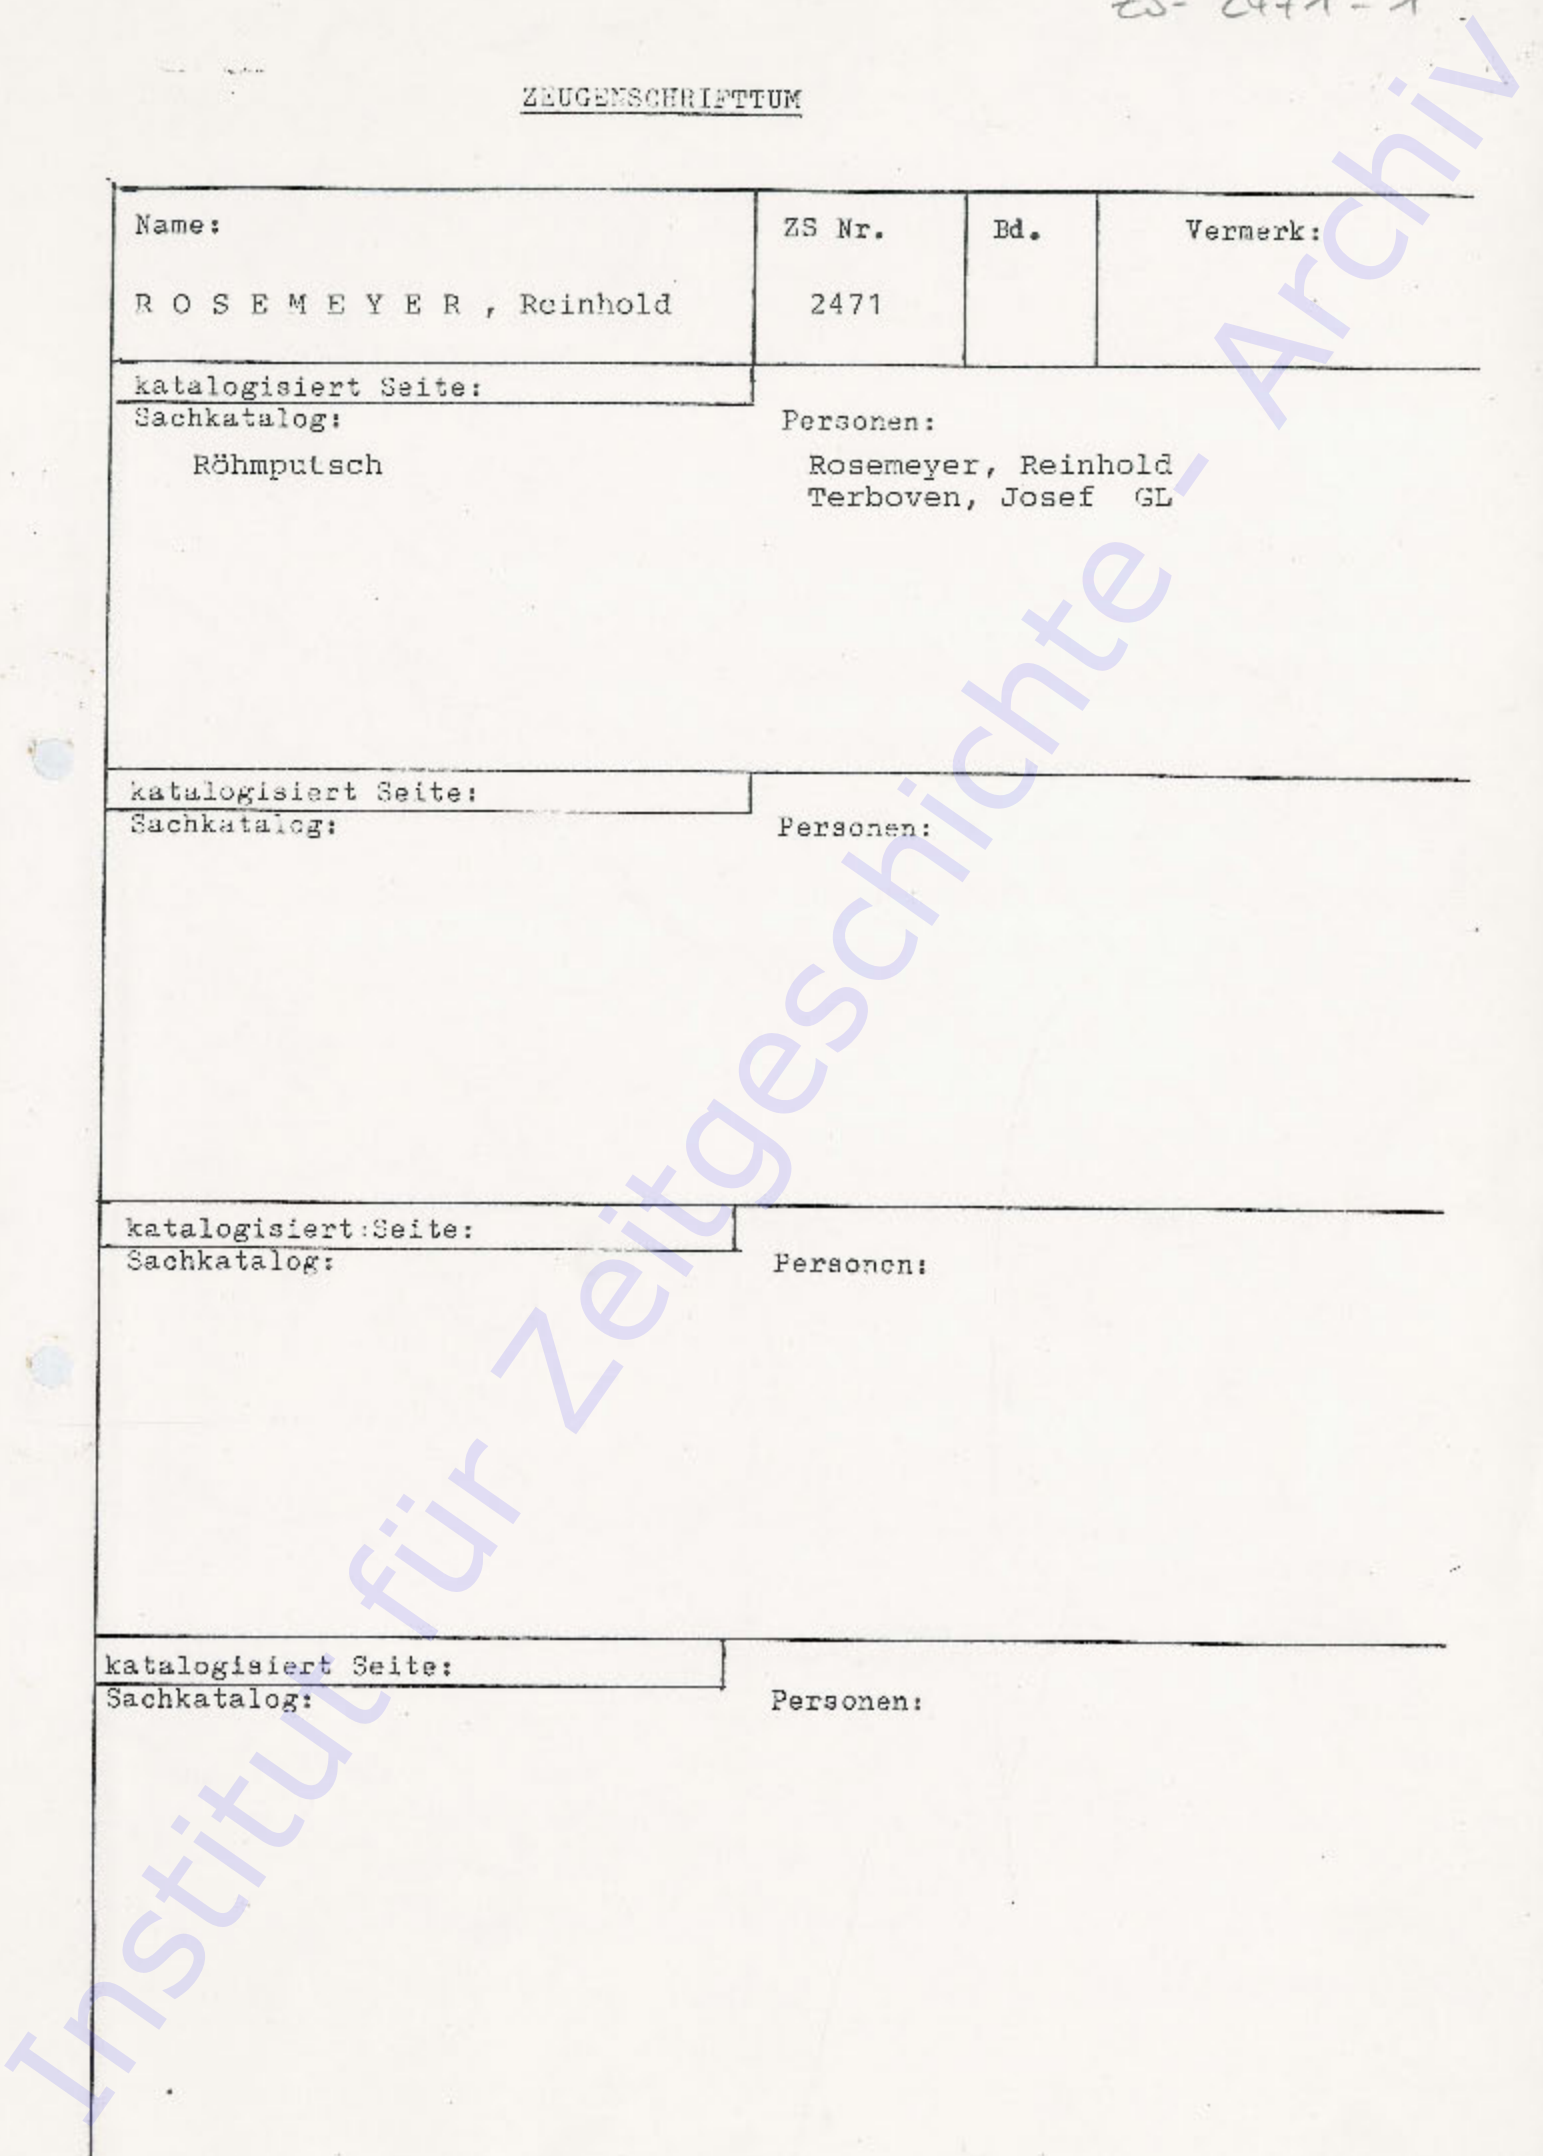 ZS- 2471 - 1
ZEUGENSCHRIFTTUM
Name: ZS Nr. Bd. Vermerk:
R O S E M E Y E R , Reinhold 2471
katalogisiert Seite:
Sachkatalog: Personen:
Röhmputsch Rosemeyer, Reinhold
Terboven, Josef GL
katalogisiert Seite:
Sachkatalog: Personen:
katalogisiert:Seite:
Sachkatalog: Personen:
katalogisiert Seite:
Sachkatalog: Personen:
Institut für Zeitgeschichte - Archiv